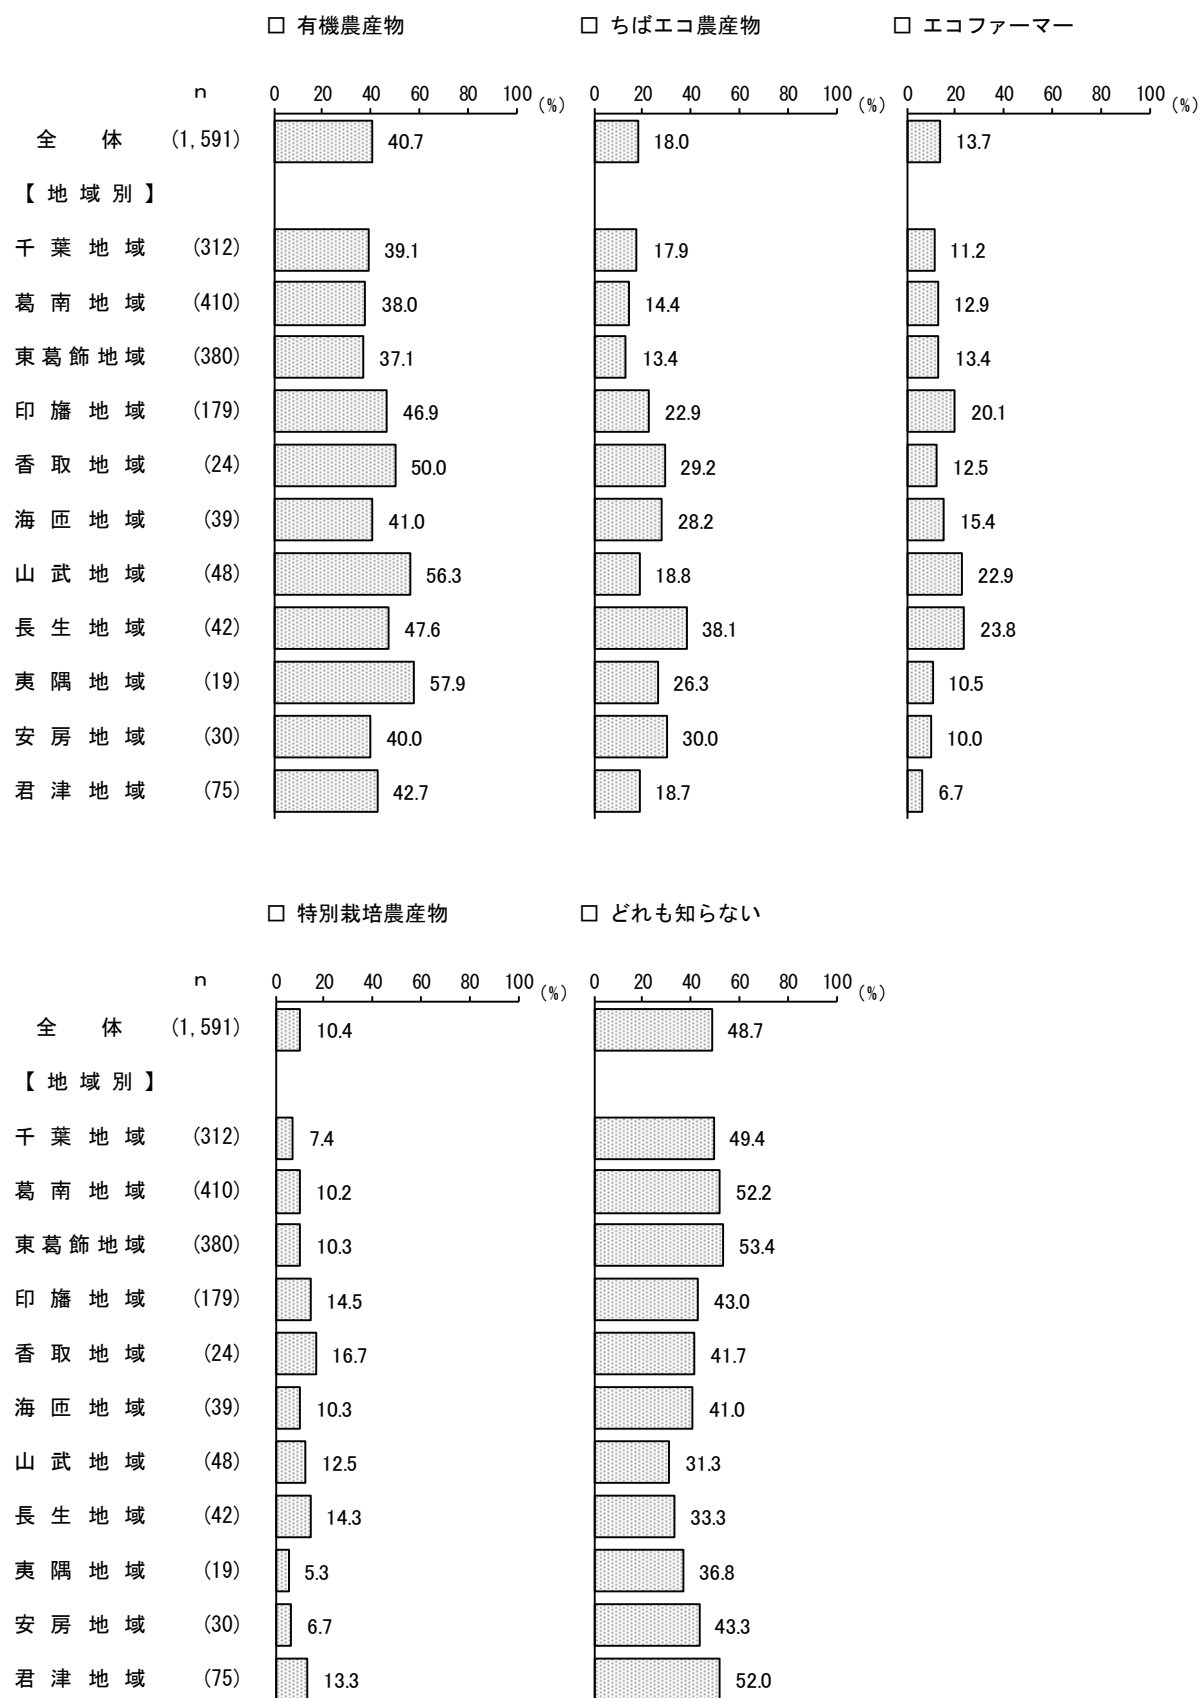 □ 有機農産物 □ ちばエコ農産物 □ エコファーマー
n 0 20 40 60 80 100 (%) 0 20 40 60 80 100 (%) 0 20 40 60 80 100 (%)
全体 (1,591) 40.7 18.0 13.7
【地域別】
千葉地域 (312) 39.1 17.9 11.2
葛南地域 (410) 38.0 14.4 12.9
東葛飾地域 (380) 37.1 13.4 13.4
印旛地域 (179) 46.9 22.9 20.1
香取地域 (24) 50.0 29.2 12.5
海匝地域 (39) 41.0 28.2 15.4
山武地域 (48) 56.3 18.8 22.9
長生地域 (42) 47.6 38.1 23.8
夷隅地域 (19) 57.9 26.3 10.5
安房地域 (30) 40.0 30.0 10.0
君津地域 (75) 42.7 18.7 6.7
□ 特別栽培農産物 □ どれも知らない
n 0 20 40 60 80 100 (%) 0 20 40 60 80 100 (%)
全体 (1,591) 10.4 48.7
【地域別】
千葉地域 (312) 7.4 49.4
葛南地域 (410) 10.2 52.2
東葛飾地域 (380) 10.3 53.4
印旛地域 (179) 14.5 43.0
香取地域 (24) 16.7 41.7
海匝地域 (39) 10.3 41.0
山武地域 (48) 12.5 31.3
長生地域 (42) 14.3 33.3
夷隅地域 (19) 5.3 36.8
安房地域 (30) 6.7 43.3
君津地域 (75) 13.3 52.0